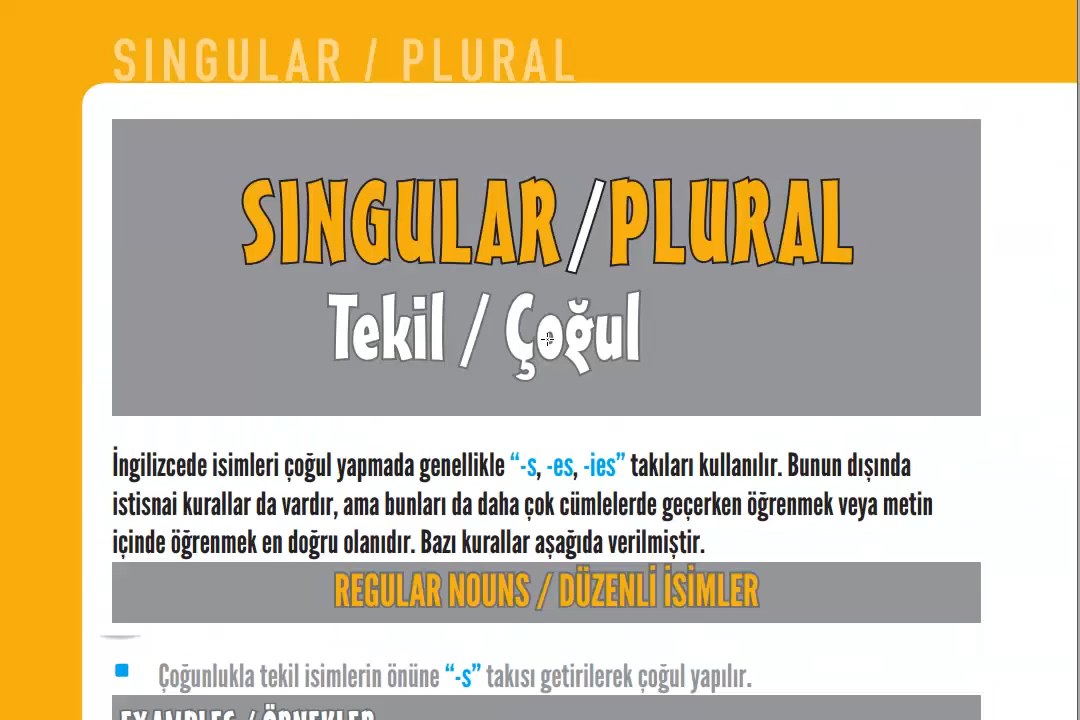 SINGULAR / PLURAL
SINGULAR / PLURAL
Tekil / Çoğul
İngilizcede isimleri çoğul yapmada genellikle “-s, -es, -ies” takıları kullanılır. Bunun dışında
istisnai kurallar da vardır, ama bunları da daha çok cümlelerde geçerken öğrenmek veya metin
içinde öğrenmek en doğru olanıdır. Bazı kurallar aşağıda verilmiştir.
REGULAR NOUNS / DÜZENLİ İSİMLER
Çoğunlukla tekil isimlerin önüne “-s” takısı getirilerek çoğul yapılır.
EXAMPLES / ÖRNEKLER